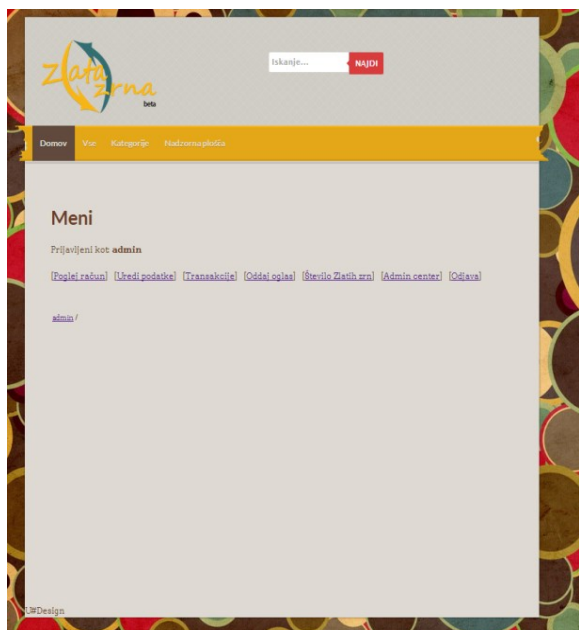 Zlata zrna
beta
Iskanje...
NAJDI
Domov Vse Kategorije Nadzorna plošča
Meni
Prijavljeni kot admin
[Poglej račun] [Uredi podatke] [Transakcije] [Oddaj oglas] [Število Zlatih zrn] [Admin center] [Odjava]
admin /
U#Design